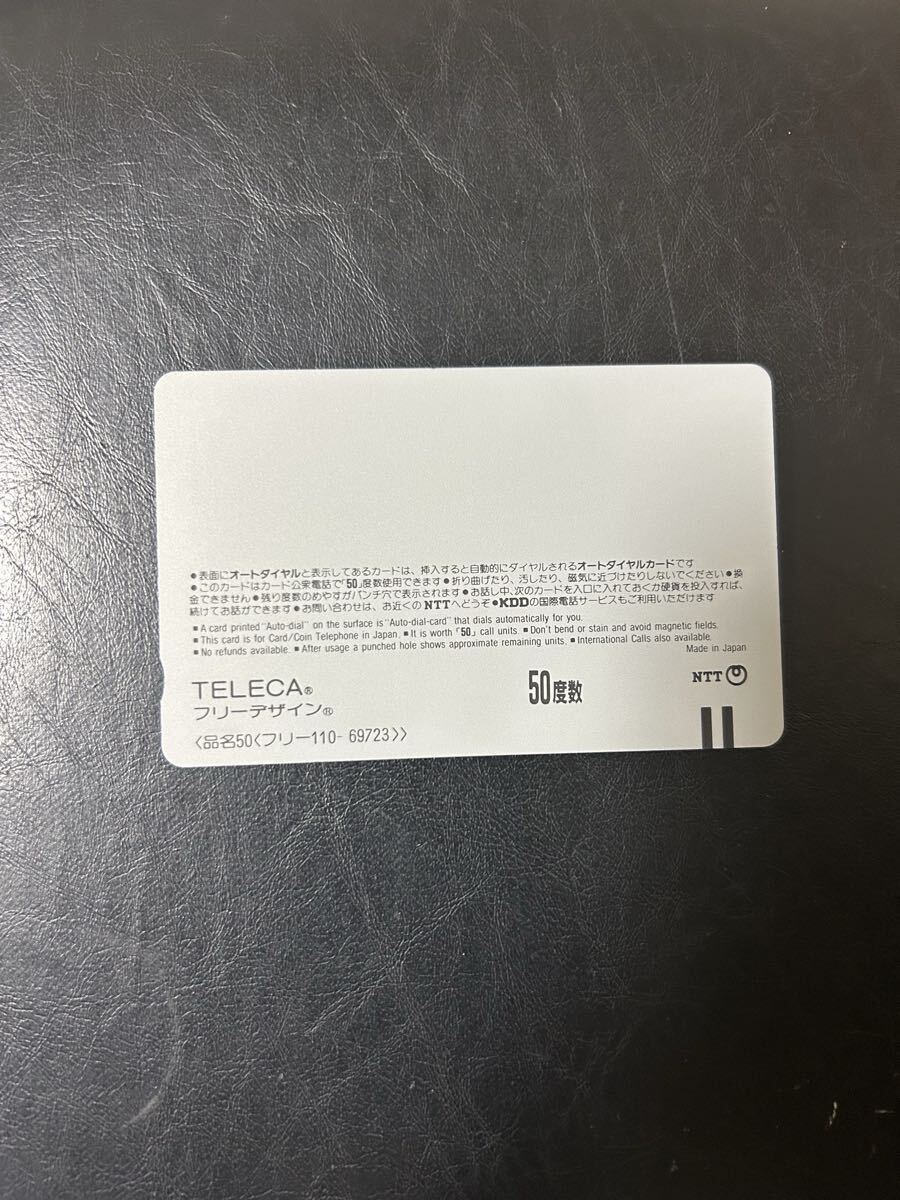 ●表面にオートダイヤルと表示してあるカードは、挿入すると自動的にダイヤルされるオートダイヤルカードです
●このカードはカード公衆電話で「50」度数使用できます●折り曲げたり、汚したり、磁気に近づけたりしないでください●換
金できません●残り度数のめやすがパンチ穴で表示されます●お話し中、次のカードを入口に入れておくか硬貨を投入すれば、
続けてお話ができます●お問い合わせは、お近くのNTTへどうぞ●KDDの国際電話サービスもご利用いただけます
■A card printed "Auto-dial" on the surface is "Auto-dial-card" that dials automatically for you.
■This card is for Card/Coin Telephone in Japan. ■It is worth「50」call units. ■Don't bend or stain and avoid magnetic fields.
■No refunds available. ■After usage a punched hole shows approximate remaining units. ■International Calls also available.
Made in Japan
TELECA®
フリーデザイン®
50度数
NTT
〈品名50〈フリー110- 69723〉〉